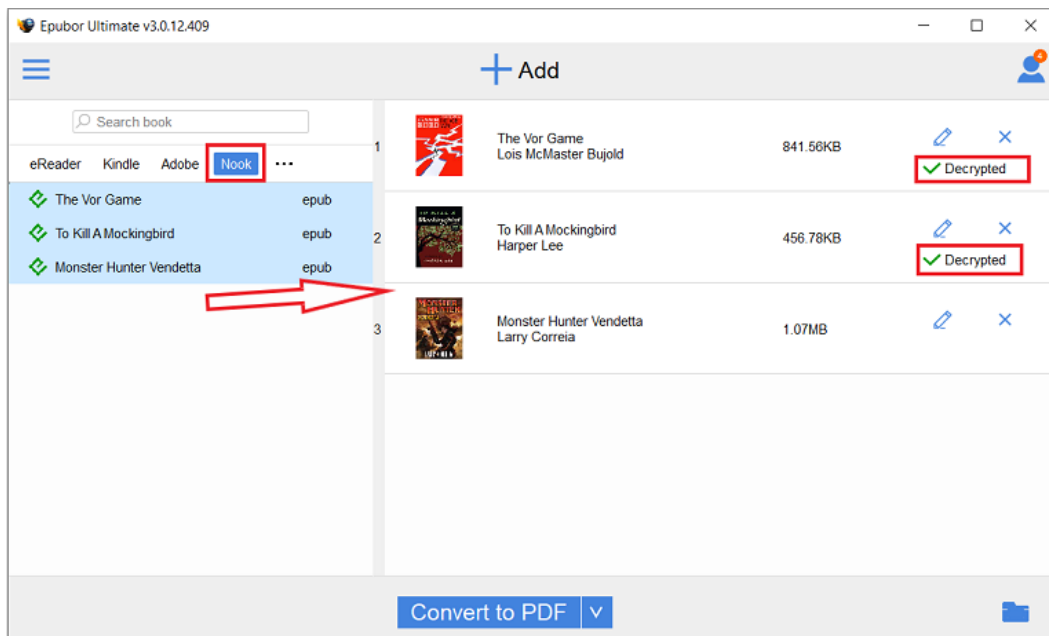 Epubor Ultimate v3.0.12.409
Add
4
Search book
eReader Kindle Adobe Nook ...
The Vor Game epub
To Kill A Mockingbird epub
Monster Hunter Vendetta epub
1
The Vor Game
Lois McMaster Bujold
841.56KB
Decrypted
2
To Kill A Mockingbird
Harper Lee
456.78KB
Decrypted
3
Monster Hunter Vendetta
Larry Correia
1.07MB
Convert to PDF